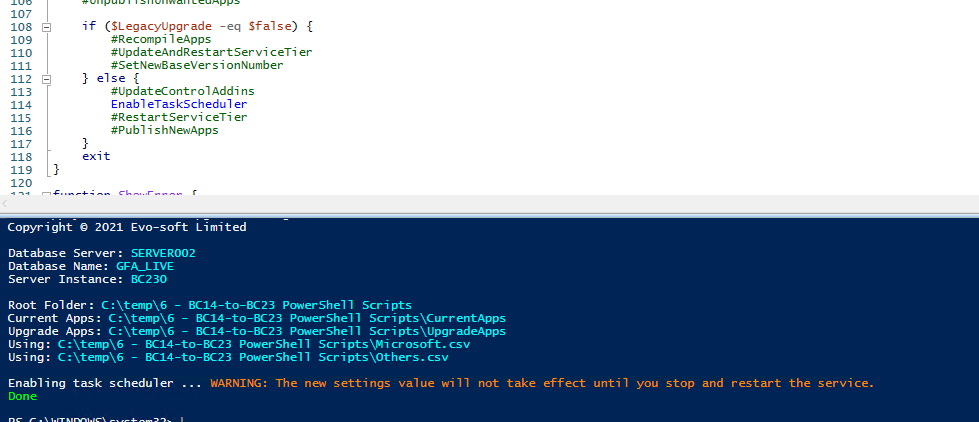 106 #UnpublishUnwantedApps
108 if ($LegacyUpgrade -eq $false) {
109 #RecompileApps
110 #UpdateAndRestartServiceTier
111 #SetNewBaseVersionNumber
112 } else {
113 #UpdateControlAddins
114 EnableTaskScheduler
115 #RestartServiceTier
116 #PublishNewApps
117 }
118 exit
119 }
120
121 function ShowError {
Copyright © 2021 Evo-soft Limited
Database Server: SERVER002
Database Name: GFA_LIVE
Server Instance: BC230
Root Folder: C:\temp\6 - BC14-to-BC23 PowerShell Scripts
Current Apps: C:\temp\6 - BC14-to-BC23 PowerShell Scripts\CurrentApps
Upgrade Apps: C:\temp\6 - BC14-to-BC23 PowerShell Scripts\UpgradeApps
Using: C:\temp\6 - BC14-to-BC23 PowerShell Scripts\Microsoft.csv
Using: C:\temp\6 - BC14-to-BC23 PowerShell Scripts\Others.csv
Enabling task scheduler ... WARNING: The new settings value will not take effect until you stop and restart the service.
Done
PS C:\WINDOWS\system32>